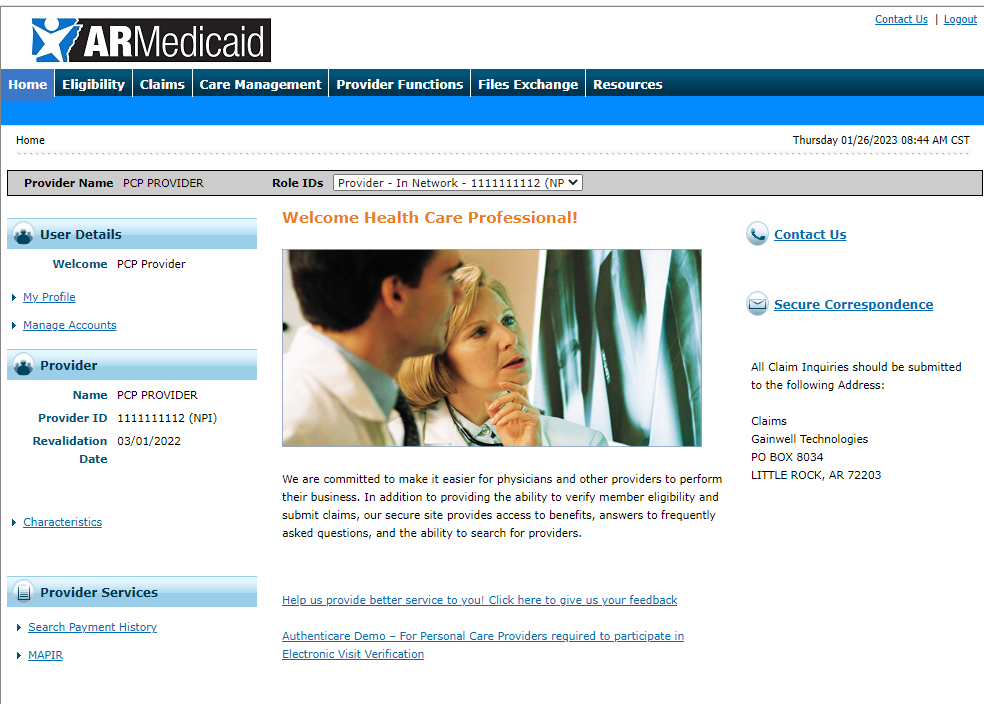 Contact Us | Logout
ARMedicaid
Home Eligibility Claims Care Management Provider Functions Files Exchange Resources
Home
Thursday 01/26/2023 08:44 AM CST
Provider Name PCP PROVIDER Role IDs Provider - In Network - 1111111112 (NP
User Details
Welcome PCP Provider
My Profile
Manage Accounts
Provider
Name PCP PROVIDER
Provider ID 1111111112 (NPI)
Revalidation 03/01/2022
Date
Characteristics
Provider Services
Search Payment History
MAPIR
Welcome Health Care Professional!
We are committed to make it easier for physicians and other providers to perform
their business. In addition to providing the ability to verify member eligibility and
submit claims, our secure site provides access to benefits, answers to frequently
asked questions, and the ability to search for providers.
Help us provide better service to you! Click here to give us your feedback
Authenticare Demo – For Personal Care Providers required to participate in
Electronic Visit Verification
Contact Us
Secure Correspondence
All Claim Inquiries should be submitted
to the following Address:
Claims
Gainwell Technologies
PO BOX 8034
LITTLE ROCK, AR 72203